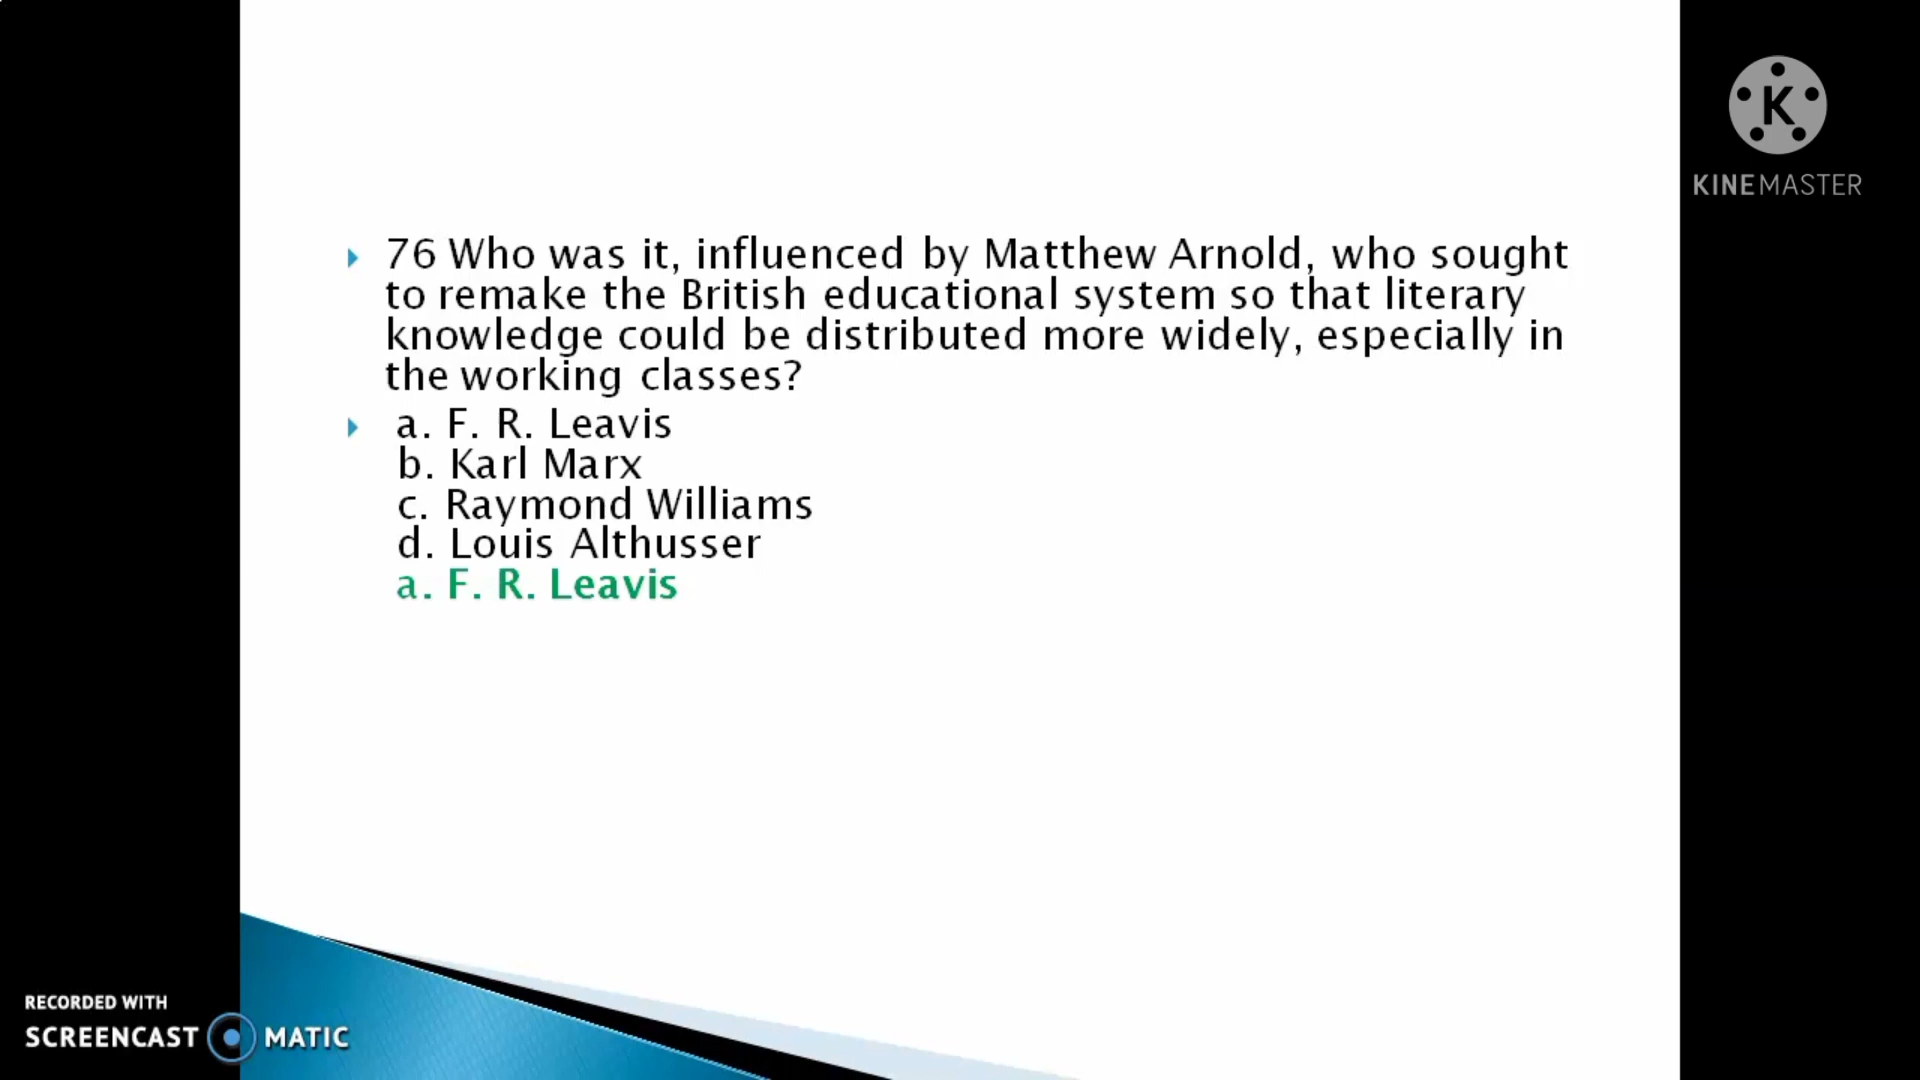 76 Who was it, influenced by Matthew Arnold, who sought
to remake the British educational system so that literary
knowledge could be distributed more widely, especially in
the working classes?
a. F. R. Leavis
b. Karl Marx
c. Raymond Williams
d. Louis Althusser
a. F. R. Leavis
K
KINEMASTER
RECORDED WITH
SCREENCAST MATIC